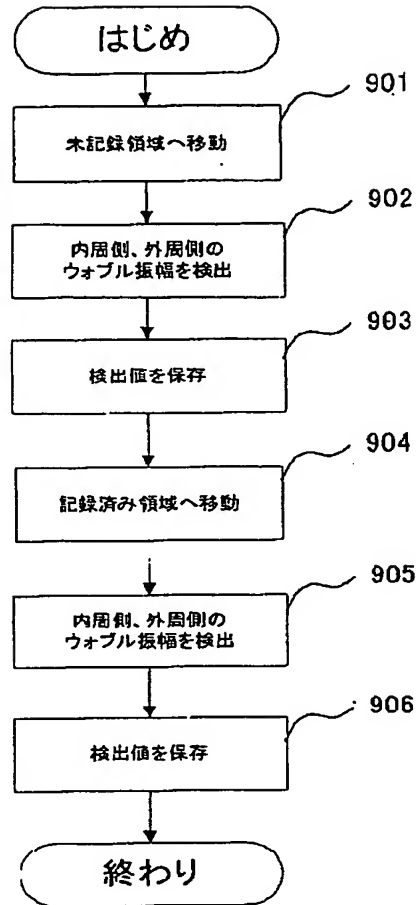 はじめ
901
未記録領域へ移動
902
内周側、外周側の
ウォブル振幅を検出
903
検出値を保存
904
記録済み領域へ移動
905
内周側、外周側の
ウォブル振幅を検出
906
検出値を保存
終わり